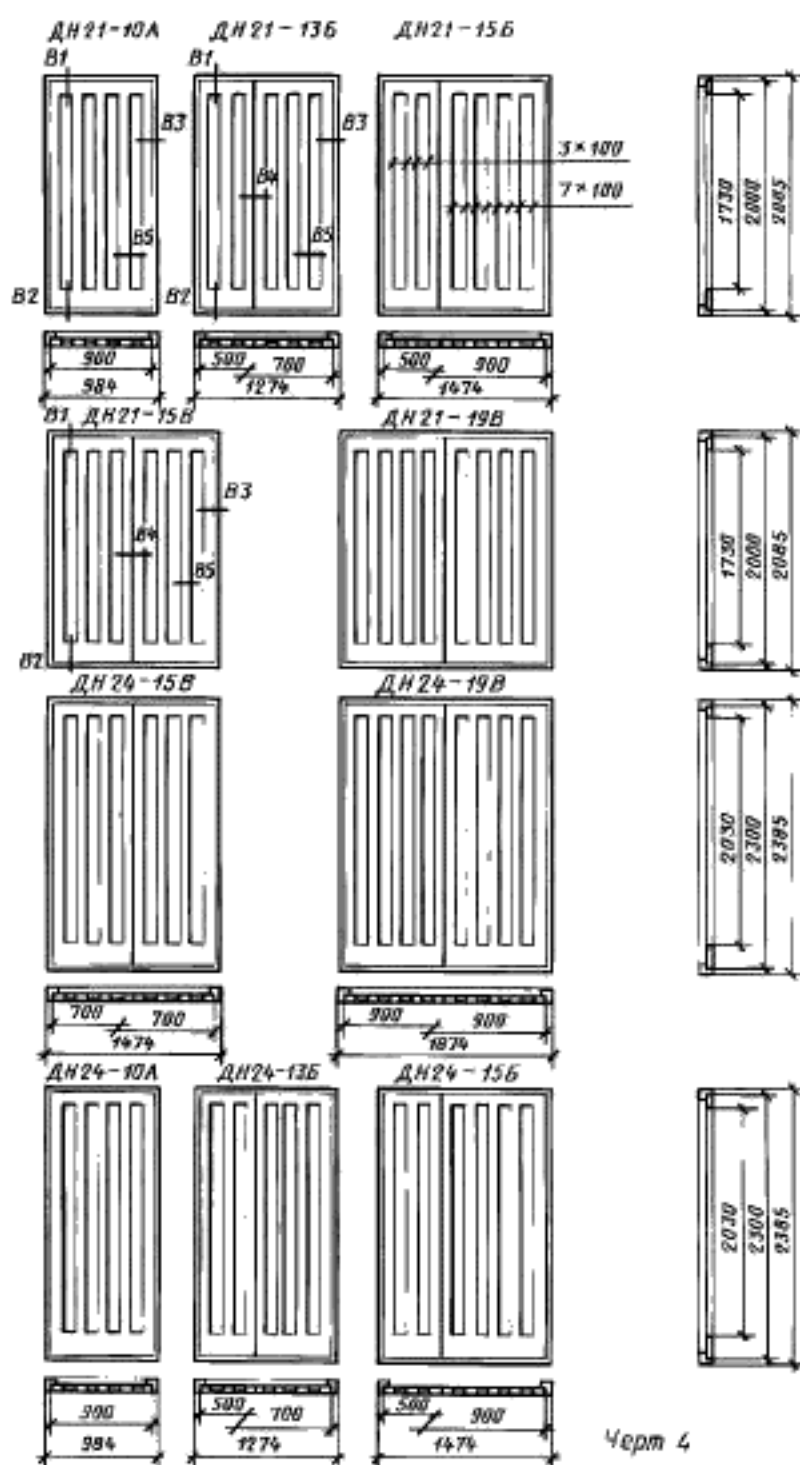 ДН21-10А ДН21-13Б ДН21-15Б
В1 В1
В3 В3
3×100
В4 7×100
В5 В5
В2 В2
1730 2000 2085
900 500 700 500 900
984 1274 1474
В1 ДН21-15В ДН21-19В
В3
В4
В5
В2
1730 2000 2085
ДН24-15В ДН24-19В
2030 2300 2385
700 700 900 900
1474 1874
ДН24-10А ДН24-13Б ДН24-15Б
2030 2300 2385
900 500 700 500 900
984 1274 1474
Черт 4